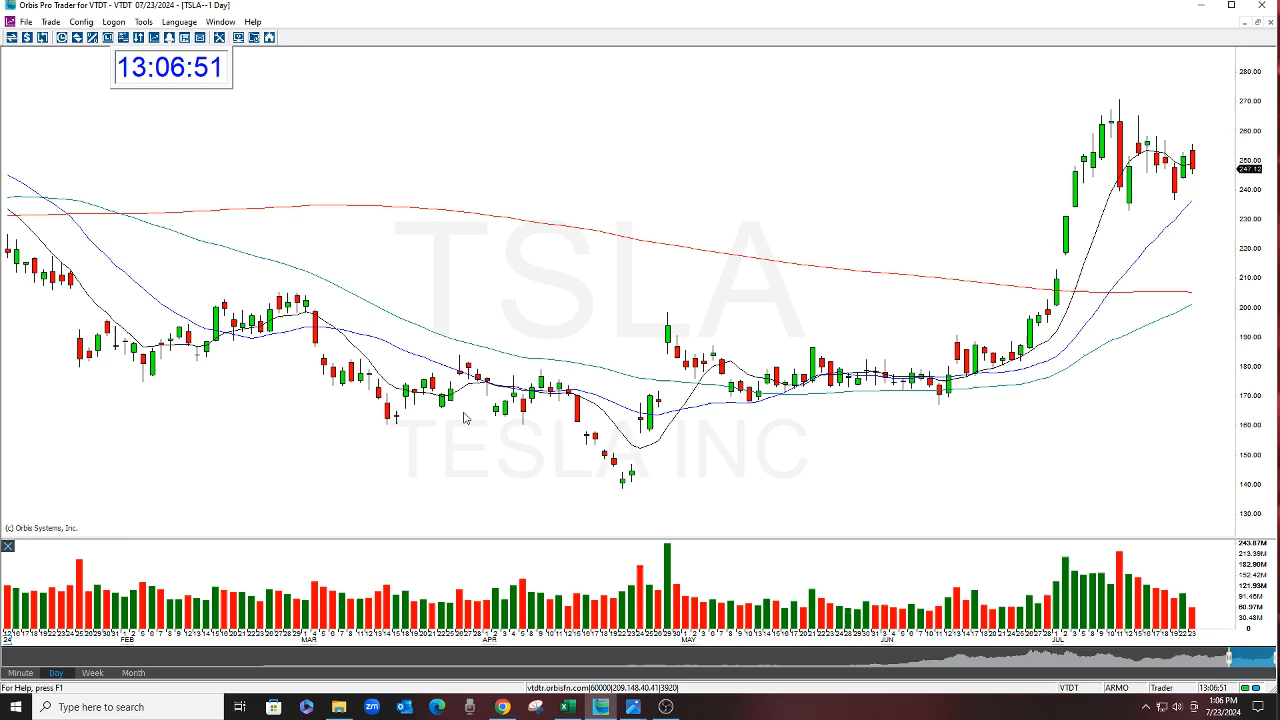 Orbis Pro Trader for VTDT - VTDT 07/23/2024 - [TSLA--1 Day]
File Trade Config Logon Tools Language Window Help
13:06:51
280.00
270.00
260.00
250.00
247.12
240.00
230.00
220.00
210.00
200.00
190.00
180.00
170.00
160.00
150.00
140.00
130.00
TSLA
TESLA INC
(c) Orbis Systems, Inc.
243.87M
213.39M
182.90M
152.42M
121.93M
91.45M
60.97M
30.48M
0
24 FEB MAR APR MAY JUN JUL
Minute Day Week Month
For Help, press F1 vtdtr.orbisfn.com|60000|209.148.40.41|3920| VTDT ARMO Trader 13:06:51
Type here to search
1:06 PM
7/23/2024